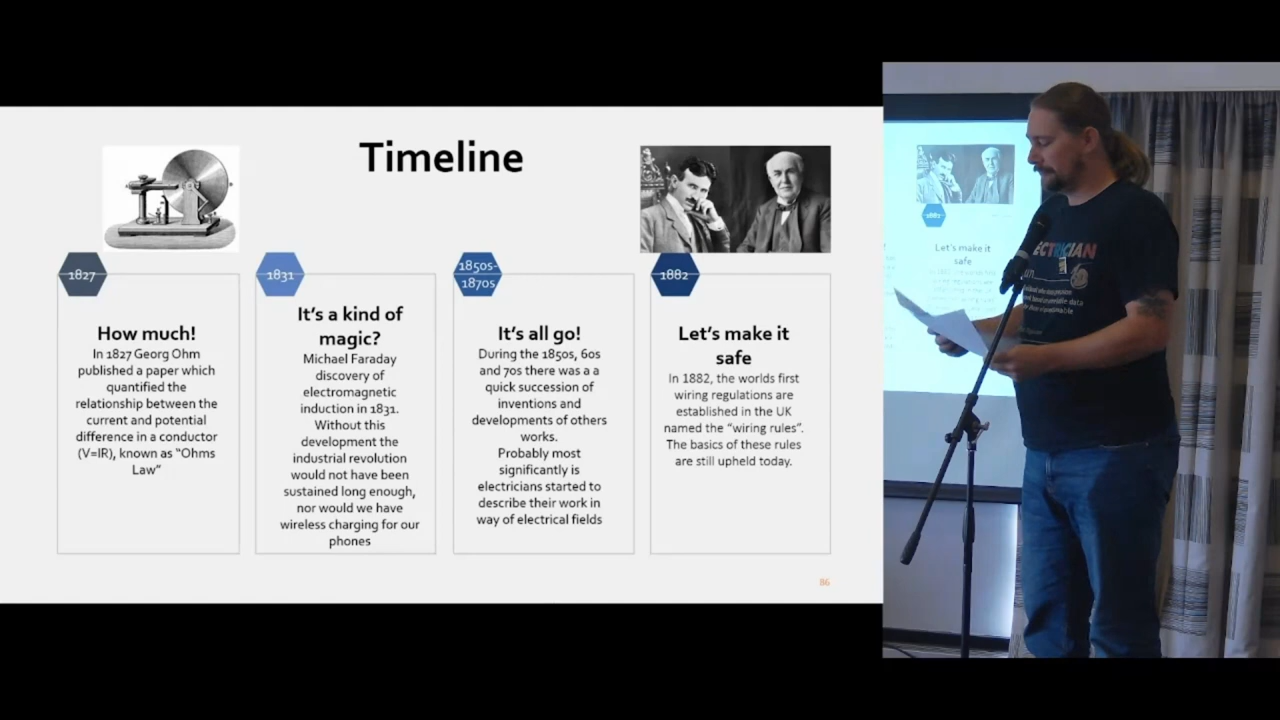 Timeline
1827
How much!
In 1827 Georg Ohm
published a paper which
quantified the
relationship between the
current and potential
difference in a conductor
(V=IR), known as “Ohms
Law”
1831
It’s a kind of
magic?
Michael Faraday
discovery of
electromagnetic
induction in 1831.
Without this
development the
industrial revolution
would not have been
sustained long enough,
nor would we have
wireless charging for our
phones
1850s-
1870s
It’s all go!
During the 1850s, 60s
and 70s there was a a
quick succession of
inventions and
developments of others
works.
Probably most
significantly is
electricians started to
describe their work in
way of electrical fields
1882
Let’s make it
safe
In 1882, the worlds first
wiring regulations are
established in the UK
named the “wiring rules”.
The basics of these rules
are still upheld today.
86
1882
Let’s make it
safe
ECTRICIAN